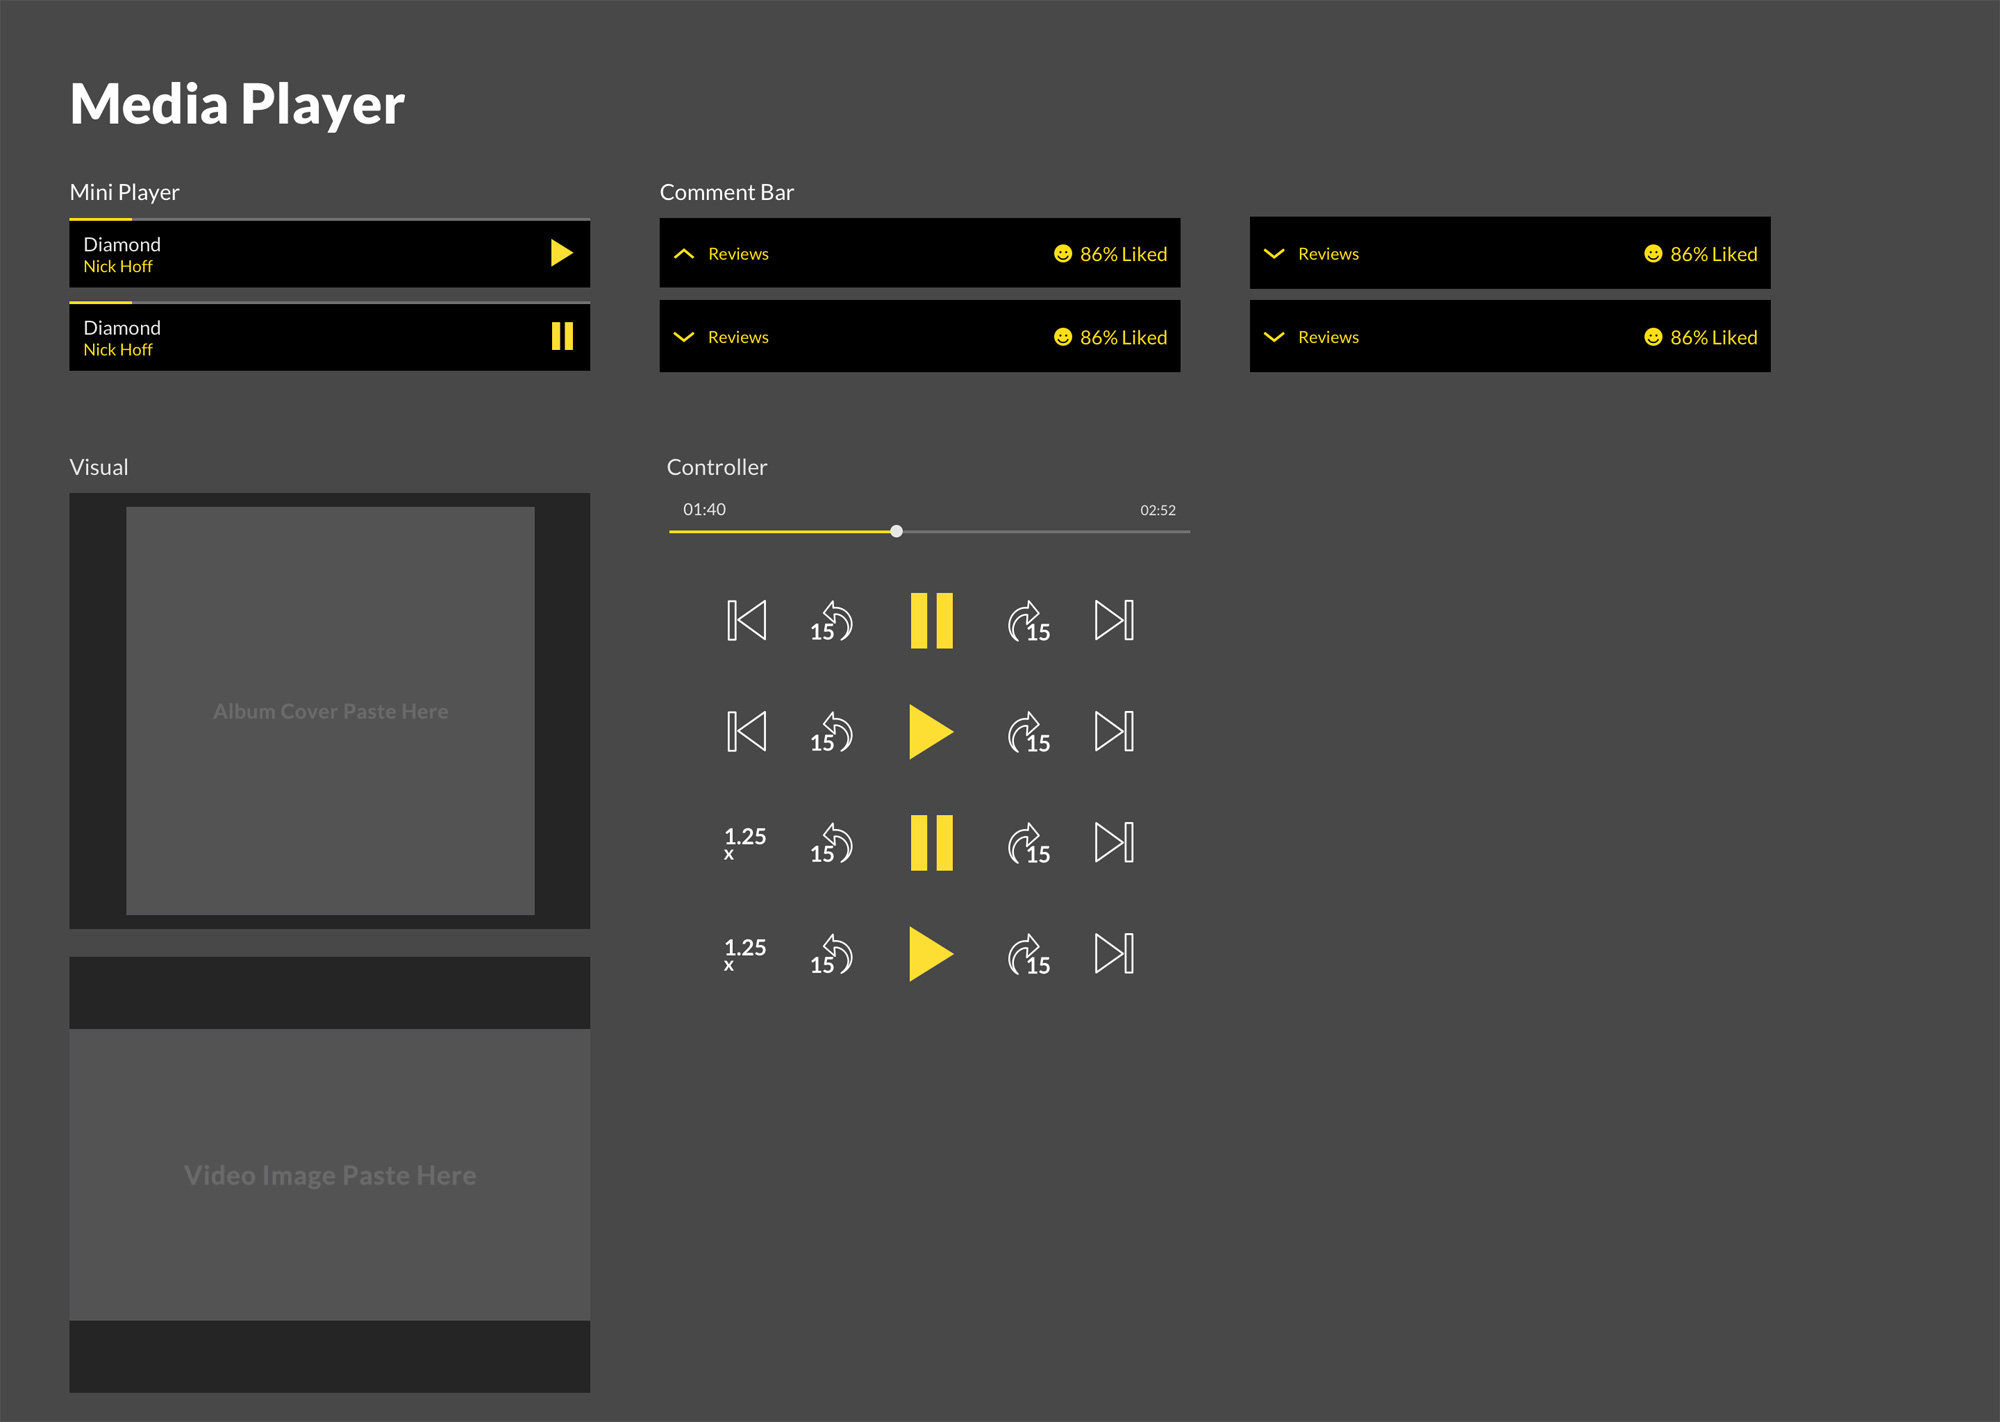 Media Player
Mini Player
Diamond
Nick Hoff
Diamond
Nick Hoff
Comment Bar
Reviews 86% Liked
Reviews 86% Liked
Reviews 86% Liked
Reviews 86% Liked
Visual
Album Cover Paste Here
Video Image Paste Here
Controller
01:40 02:52
15 15
15 15
1.25
x
15 15
1.25
x
15 15